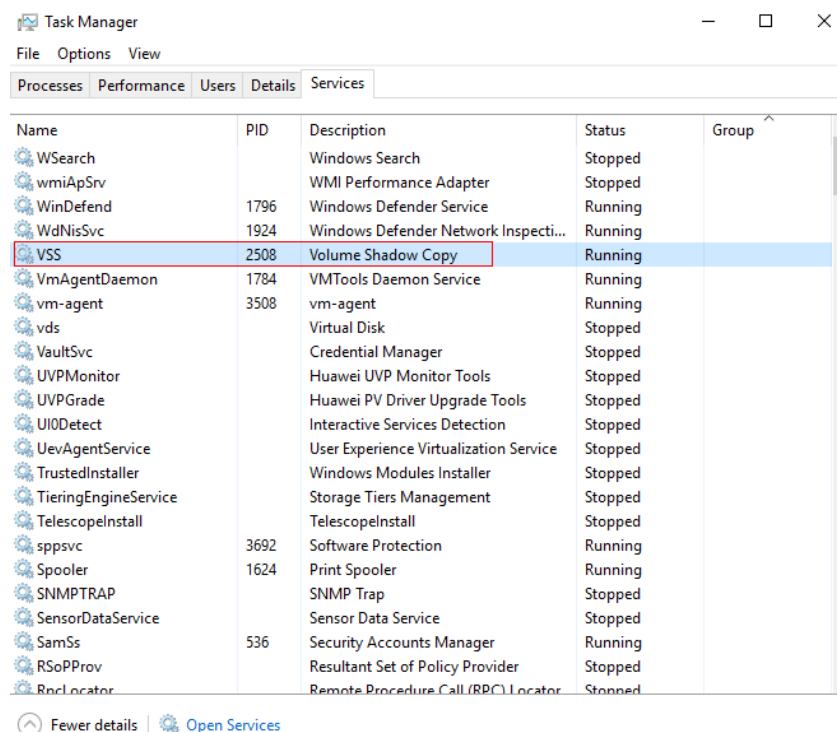 Task Manager
File Options View
Processes Performance Users Details Services
Name PID Description Status Group
WSearch Windows Search Stopped
wmiApSrv WMI Performance Adapter Stopped
WinDefend 1796 Windows Defender Service Running
WdNisSvc 1924 Windows Defender Network Inspecti... Running
VSS 2508 Volume Shadow Copy Running
VmAgentDaemon 1784 VMTools Daemon Service Running
vm-agent 3508 vm-agent Running
vds Virtual Disk Stopped
VaultSvc Credential Manager Stopped
UVPMonitor Huawei UVP Monitor Tools Stopped
UVPGrade Huawei PV Driver Upgrade Tools Stopped
UI0Detect Interactive Services Detection Stopped
UevAgentService User Experience Virtualization Service Stopped
TrustedInstaller Windows Modules Installer Stopped
TieringEngineService Storage Tiers Management Stopped
TelescopeInstall TelescopeInstall Stopped
sppsvc 3692 Software Protection Running
Spooler 1624 Print Spooler Running
SNMPTRAP SNMP Trap Stopped
SensorDataService Sensor Data Service Stopped
SamSs 536 Security Accounts Manager Running
RSoPProv Resultant Set of Policy Provider Stopped
RpcLocator Remote Procedure Call (RPC) Locator Stopped
Fewer details Open Services